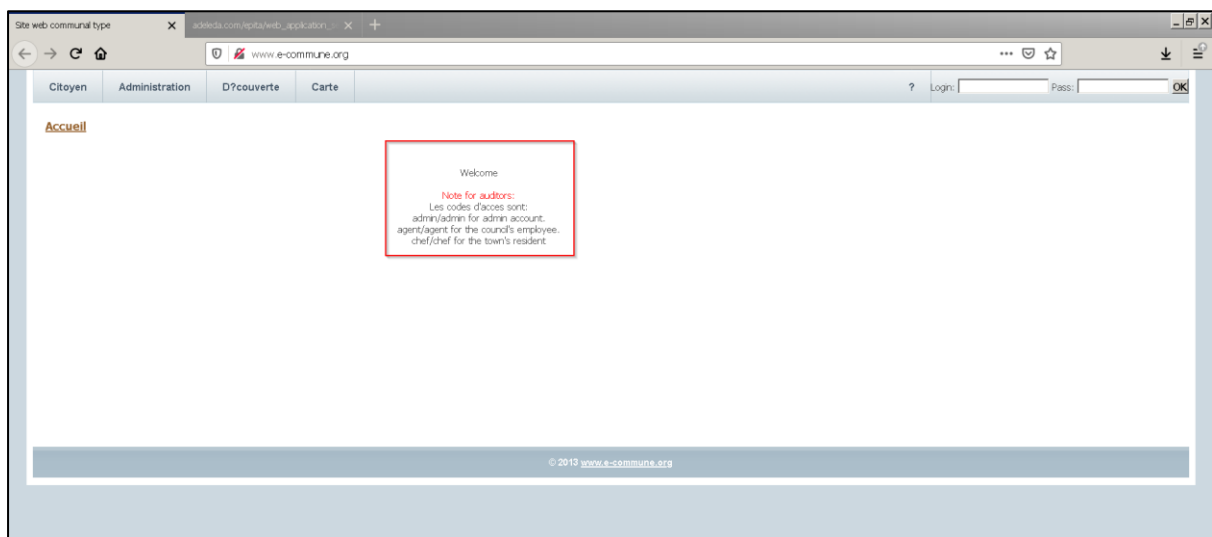 Site web communal type
adeleda.com/epita/web_application_s
www.e-commune.org
Citoyen Administration D?couverte Carte ? Login: Pass: OK
Accueil
Welcome
Note for auditors:
Les codes d'acces sont:
admin/admin for admin account.
agent/agent for the council's employee.
chef/chef for the town's resident
© 2013 www.e-commune.org